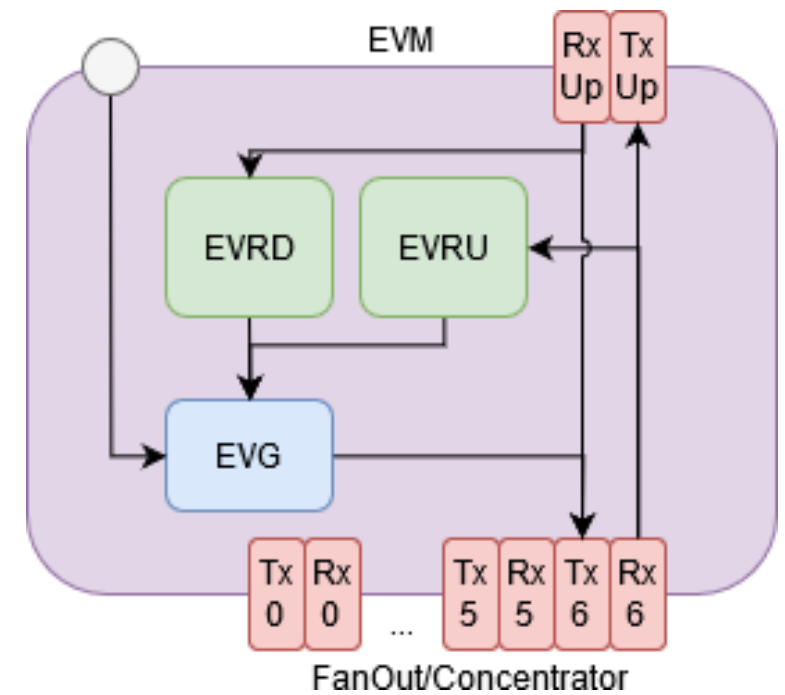 EVM
Rx Tx
Up Up
EVRD EVRU
EVG
Tx Rx Tx Rx Tx Rx
0 0 ... 5 5 6 6
FanOut/Concentrator